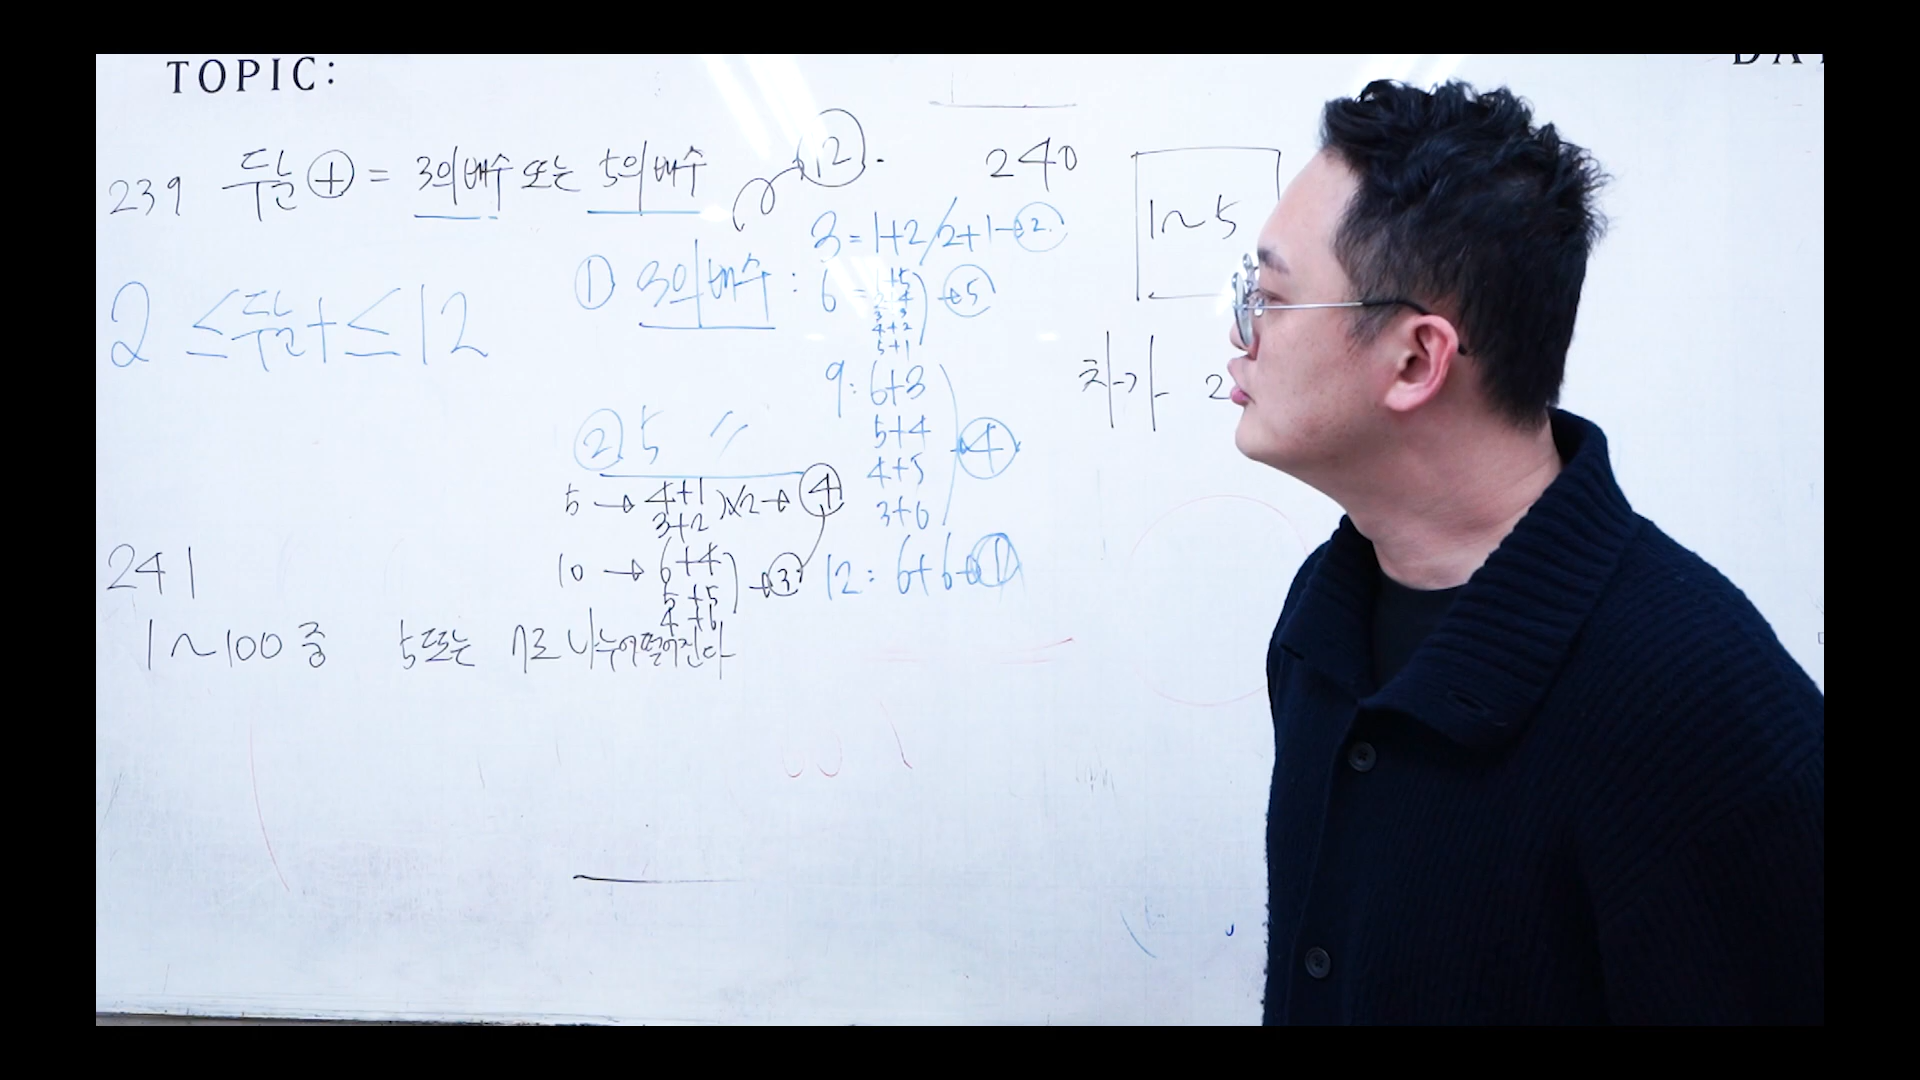 TOPIC:
239 두눈 + = 3의 배수 또는 5의 배수
12.
2 ≤ 두눈+ ≤ 12
① 3의 배수 :
3 = 1+2/2+1 → 2.
6 = 1+5
2+4
3+3
4+2
5+1
→ 5
9 : 6+3
5+4
4+5
3+6
→ 4
12 : 6+6 → 1
② 5 〃
5 → 4+1
3+2
)×2 → 4
10 → 6+4
5+5
4+6
) → 3
240
1~5
차가 2
241
1~100 중 5또는 7로 나누어떨어진다